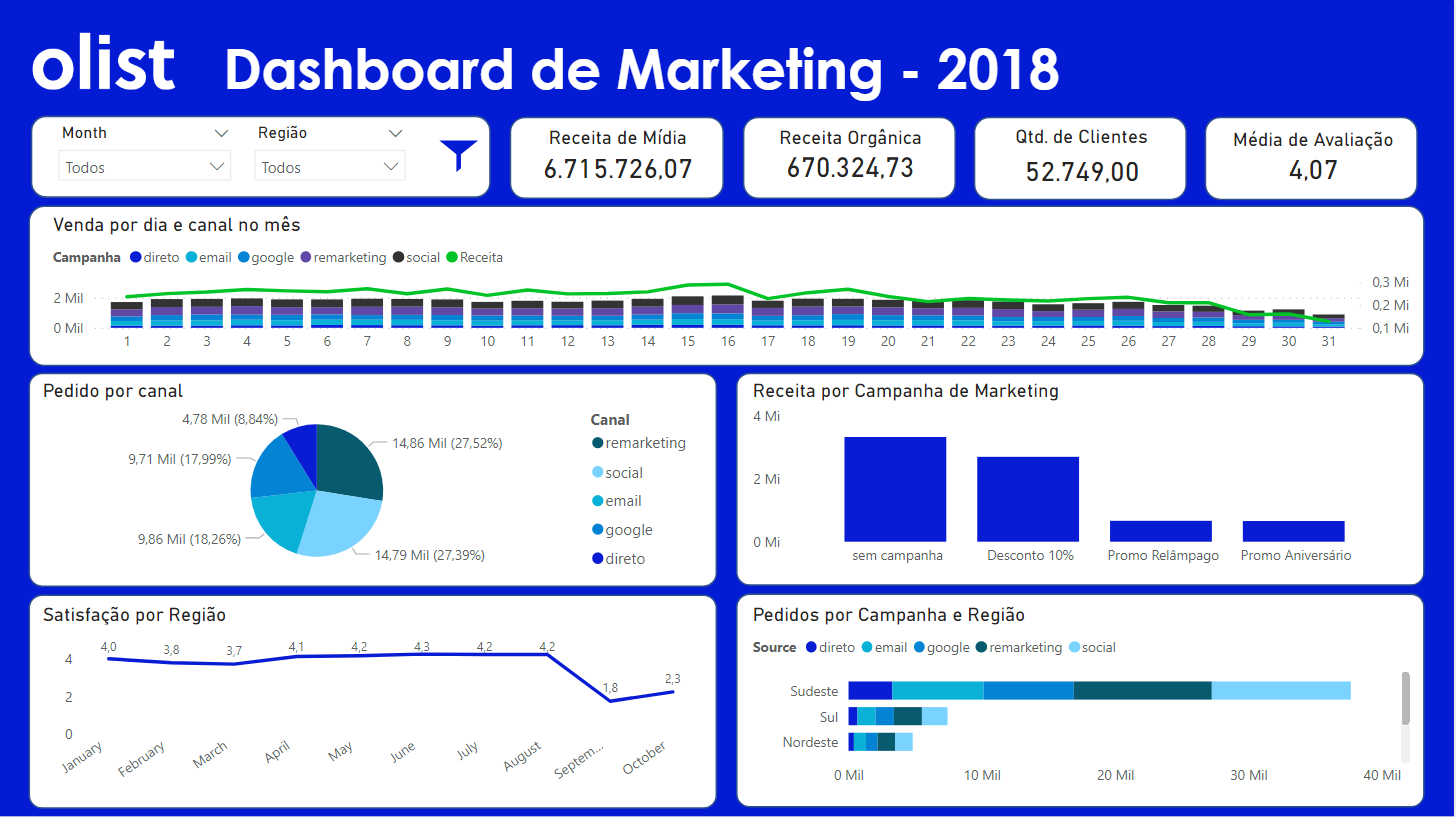 olist Dashboard de Marketing - 2018
Month
Região
Todos
Todos
Receita de Mídia
6.715.726,07
Receita Orgânica
670.324,73
Qtd. de Clientes
52.749,00
Média de Avaliação
4,07
Venda por dia e canal no mês
Campanha direto email google remarketing social Receita
2 Mil
0 Mil
0.3 Mi
0.2 Mi
0,1 Mi
1 2 3 4 5 6 7 8 9 10 11 12 13 14 15 16 17 18 19 20 21 22 23 24 25 26 27 28 29 30 31
Pedido por canal
4,78 Mil (8,84%)
14,86 Mil (27,52%)
9,71 Mil (17,99%)
9,86 Mil (18,26%)
14,79 Mil (27,39%)
Canal
remarketing
social
email
google
direto
Receita por Campanha de Marketing
4 Mi
2 Mi
0 Mi
sem campanha Desconto 10% Promo Relâmpago Promo Aniversário
Satisfação por Região
4,0 3,8 3,7 4,1 4,2 4,3 4,2 4,2 1,8 2,3
4
2
0
January February March April May June July August Septem... October
Pedidos por Campanha e Região
Source direto email google remarketing social
Sudeste
Sul
Nordeste
0 Mil 10 Mil 20 Mil 30 Mil 40 Mil